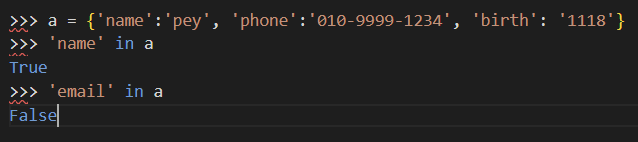 >>> a = {'name':'pey', 'phone':'010-9999-1234', 'birth': '1118'}
>>> 'name' in a
True
>>> 'email' in a
False